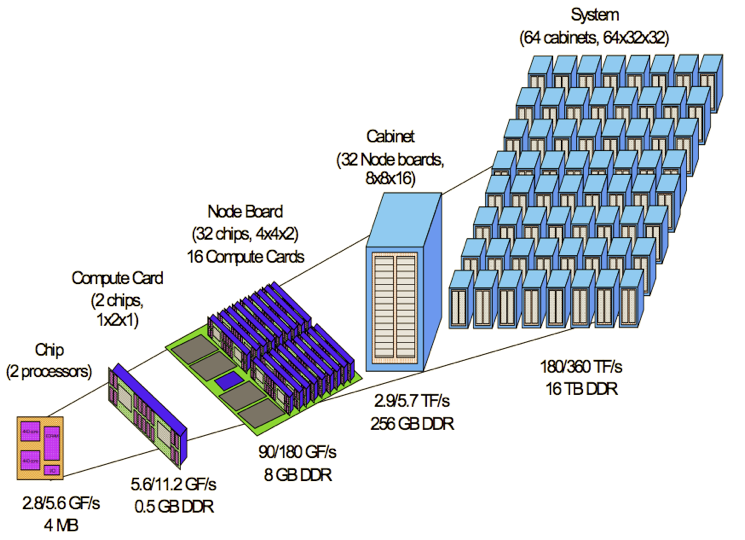 System
(64 cabinets, 64x32x32)
Cabinet
(32 Node boards,
8x8x16)
Node Board
(32 chips, 4x4x2)
16 Compute Cards
Compute Card
(2 chips,
1x2x1)
Chip
(2 processors)
2.8/5.6 GF/s
4 MB
5.6/11.2 GF/s
0.5 GB DDR
90/180 GF/s
8 GB DDR
2.9/5.7 TF/s
256 GB DDR
180/360 TF/s
16 TB DDR